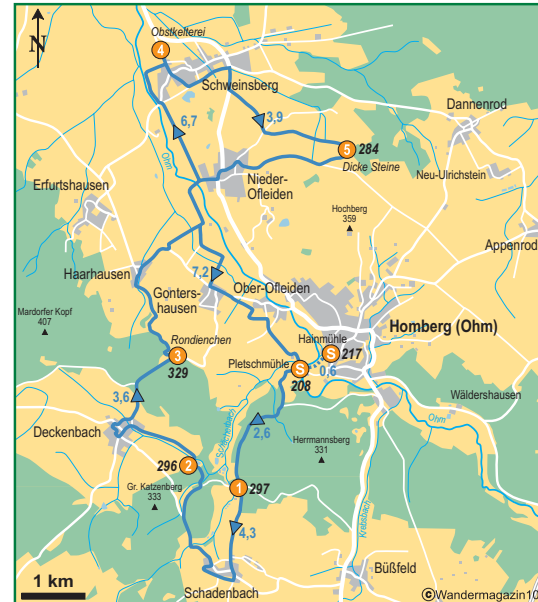 Obstkelterei
N
4
Schweinsberg
6,7
3,9
Dannenrod
5
284
Dicke Steine
Ohm
Nieder-
Ofleiden
Neu-Ulrichstein
Erfurtshausen
Hochberg
359
Appenrod
Haarhausen
7,2
Ober-Ofleiden
Gonters-
hausen
Mardorfer Kopf
407
Rondienchen
Hainmühle
Homberg (Ohm)
3
S
217
Pletschmühle
S
0,6
329
208
3,6
Wäldershausen
Ohm
2,6
Deckenbach
Herrmannsberg
331
296
2
Gr. Katzenberg
333
1
297
Krebsbach
4,3
Büßfeld
1 km
Schadenbach
©Wandermagazin10